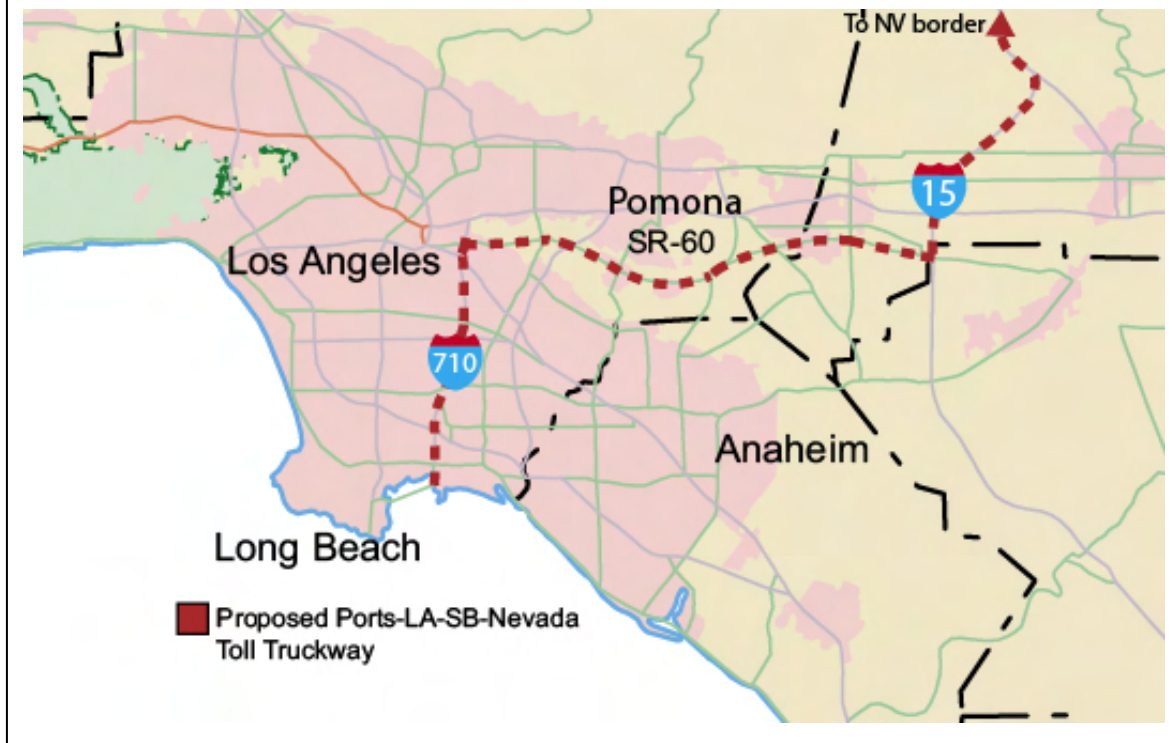 To NV border
15
Pomona
SR-60
Los Angeles
710
Anaheim
Long Beach
Proposed Ports-LA-SB-Nevada
Toll Truckway